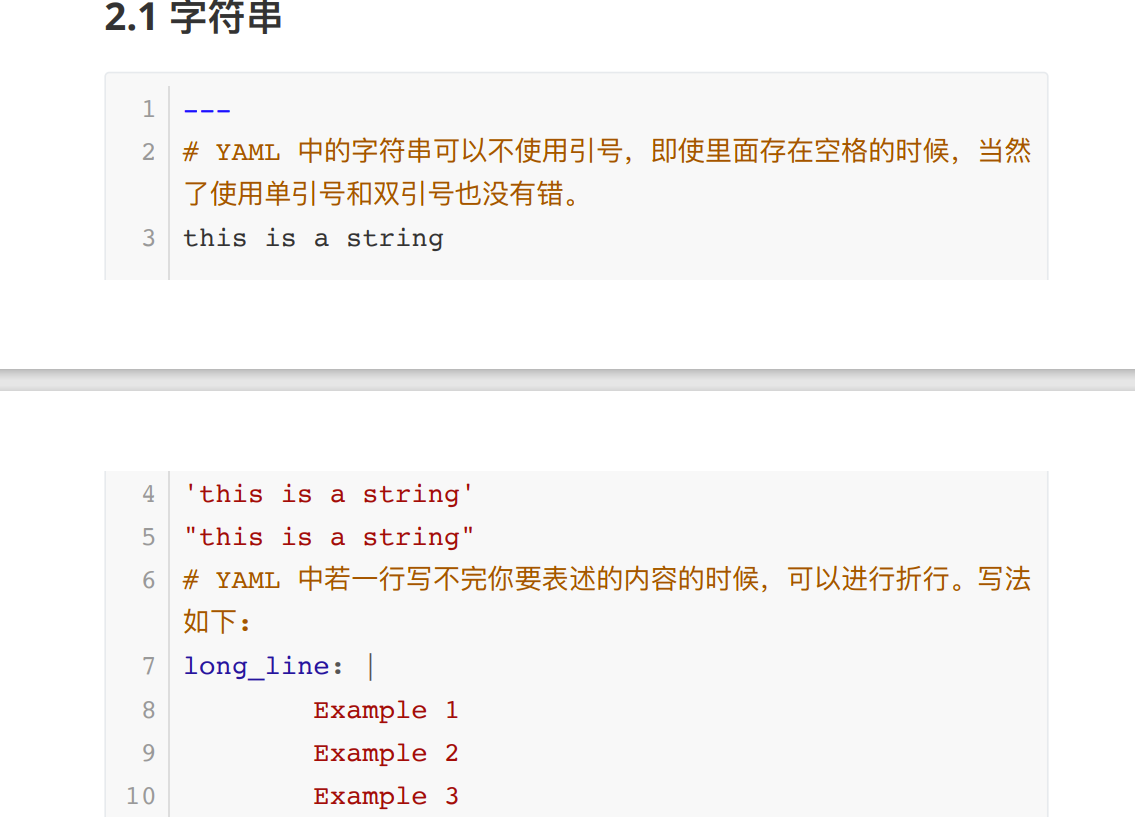 2.1 字符串
1 ---
2 # YAML 中的字符串可以不使用引号，即使里面存在空格的时候，当然
了使用单引号和双引号也没有错。
3 this is a string
4 'this is a string'
5 "this is a string"
6 # YAML 中若一行写不完你要表述的内容的时候，可以进行折行。写法
如下：
7 long_line: |
8 Example 1
9 Example 2
10 Example 3